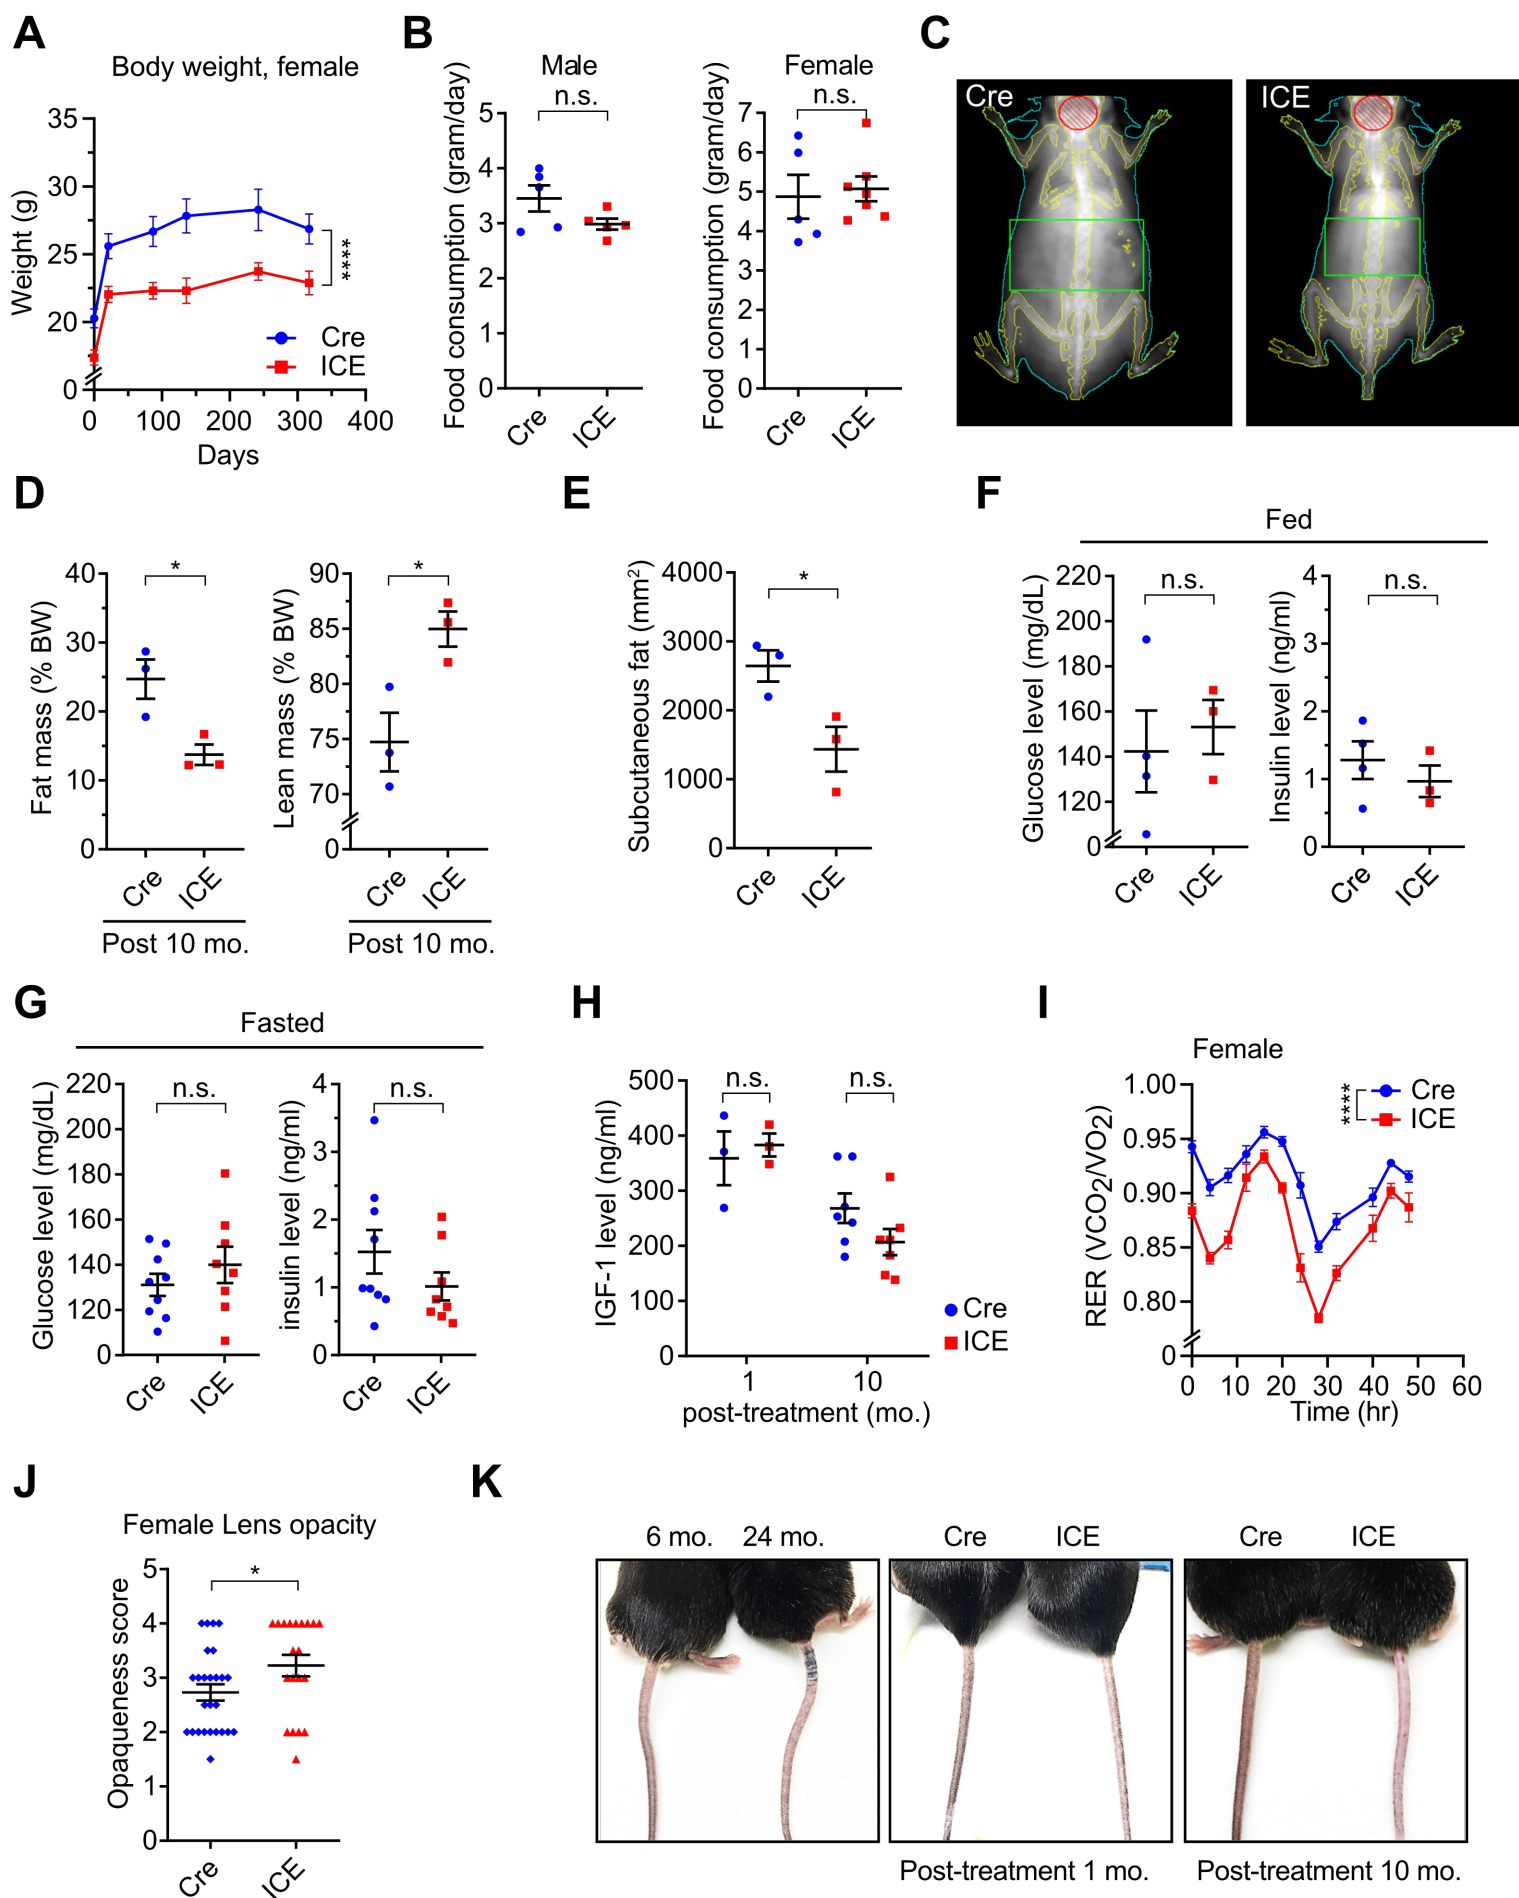 A
Body weight, female
Weight (g)
35
30
25
20
0
0 100 200 300 400
Days
****
Cre
ICE
B
Male
n.s.
Food consumption (gram/day)
5
4
3
2
1
0
Cre ICE
Female
n.s.
Food consumption (gram/day)
7
6
5
4
3
2
1
0
Cre ICE
C
Cre
ICE
D
Fat mass (% BW)
40
30
20
10
0
*
Cre ICE
Post 10 mo.
Lean mass (% BW)
90
85
80
75
70
0
*
Cre ICE
Post 10 mo.
E
Subcutaneous fat (mm²)
4000
3000
2000
1000
0
*
Cre ICE
F
Fed
Glucose level (mg/dL)
220
200
180
160
140
120
0
n.s.
Cre ICE
Insulin level (ng/ml)
4
3
2
1
0
n.s.
Cre ICE
G
Fasted
Glucose level (mg/dL)
220
200
180
160
140
120
0
n.s.
Cre ICE
insulin level (ng/ml)
4
3
2
1
0
n.s.
Cre ICE
H
IGF-1 level (ng/ml)
500
400
300
200
100
0
n.s. n.s.
1 10
post-treatment (mo.)
Cre
ICE
I
Female
RER (VCO2/VO2)
1.00
0.95
0.90
0.85
0.80
0
0 10 20 30 40 50 60
Time (hr)
****
Cre
ICE
J
Female Lens opacity
Opaqueness score
5
4
3
2
1
0
*
Cre ICE
K
6 mo. 24 mo.
Cre ICE
Cre ICE
Post-treatment 1 mo.
Post-treatment 10 mo.